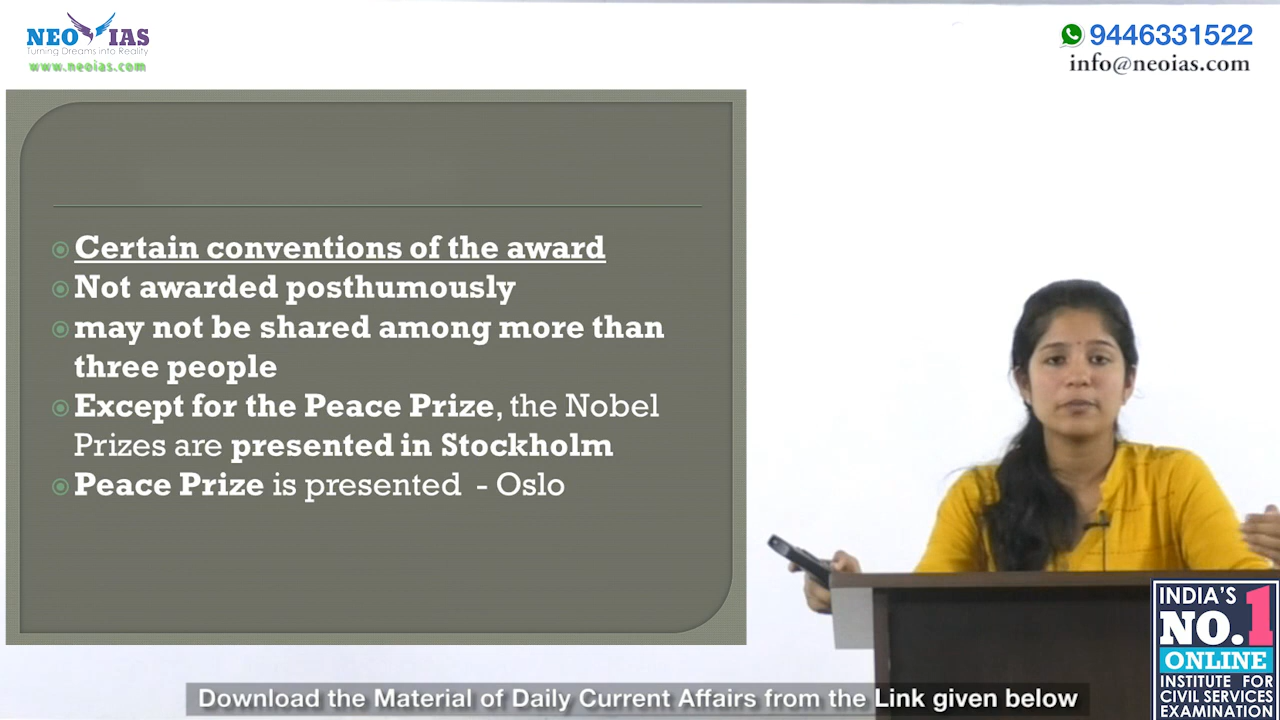 NEO IAS
Turning Dreams into Reality
www.neoias.com
9446331522
info@neoias.com
Certain conventions of the award
Not awarded posthumously
may not be shared among more than
three people
Except for the Peace Prize, the Nobel
Prizes are presented in Stockholm
Peace Prize is presented - Oslo
INDIA'S
NO.1
ONLINE
INSTITUTE FOR
CIVIL SERVICES
EXAMINATION
Download the Material of Daily Current Affairs from the Link given below